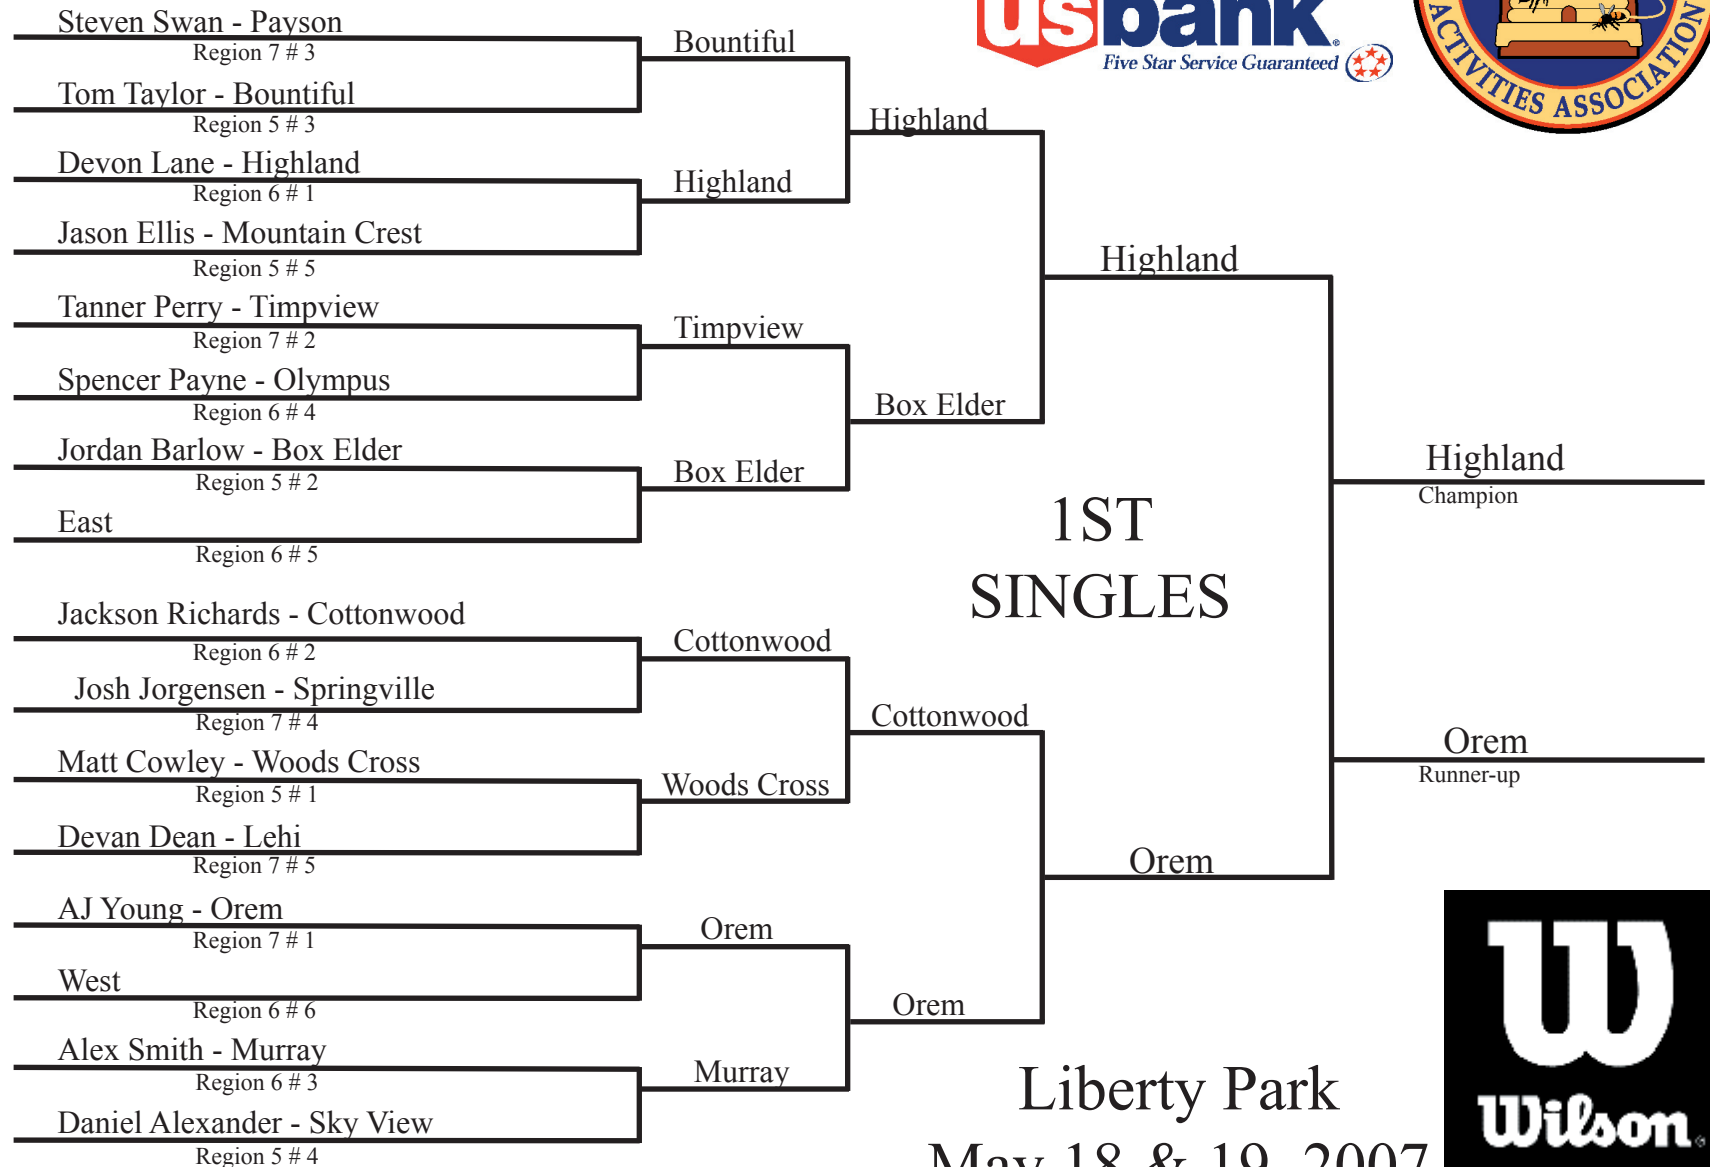 Steven Swan - Payson
Region 7 # 3
Tom Taylor - Bountiful
Region 5 # 3
Devon Lane - Highland
Region 6 # 1
Jason Ellis - Mountain Crest
Region 5 # 5
Tanner Perry - Timpview
Region 7 # 2
Spencer Payne - Olympus
Region 6 # 4
Jordan Barlow - Box Elder
Region 5 # 2
East
Region 6 # 5
Jackson Richards - Cottonwood
Region 6 # 2
Josh Jorgensen - Springville
Region 7 # 4
Matt Cowley - Woods Cross
Region 5 # 1
Devan Dean - Lehi
Region 7 # 5
AJ Young - Orem
Region 7 # 1
West
Region 6 # 6
Alex Smith - Murray
Region 6 # 3
Daniel Alexander - Sky View
Region 5 # 4
Bountiful
Highland
Timpview
Box Elder
Cottonwood
Woods Cross
Orem
Murray
Highland
Box Elder
Cottonwood
Orem
Highland
Orem
Highland
Champion
Orem
Runner-up
usbank
Five Star Service Guaranteed
ACTIVITIES ASSOCIATION
1ST
SINGLES
Liberty Park
May 18 & 19, 2007
W
Wilson